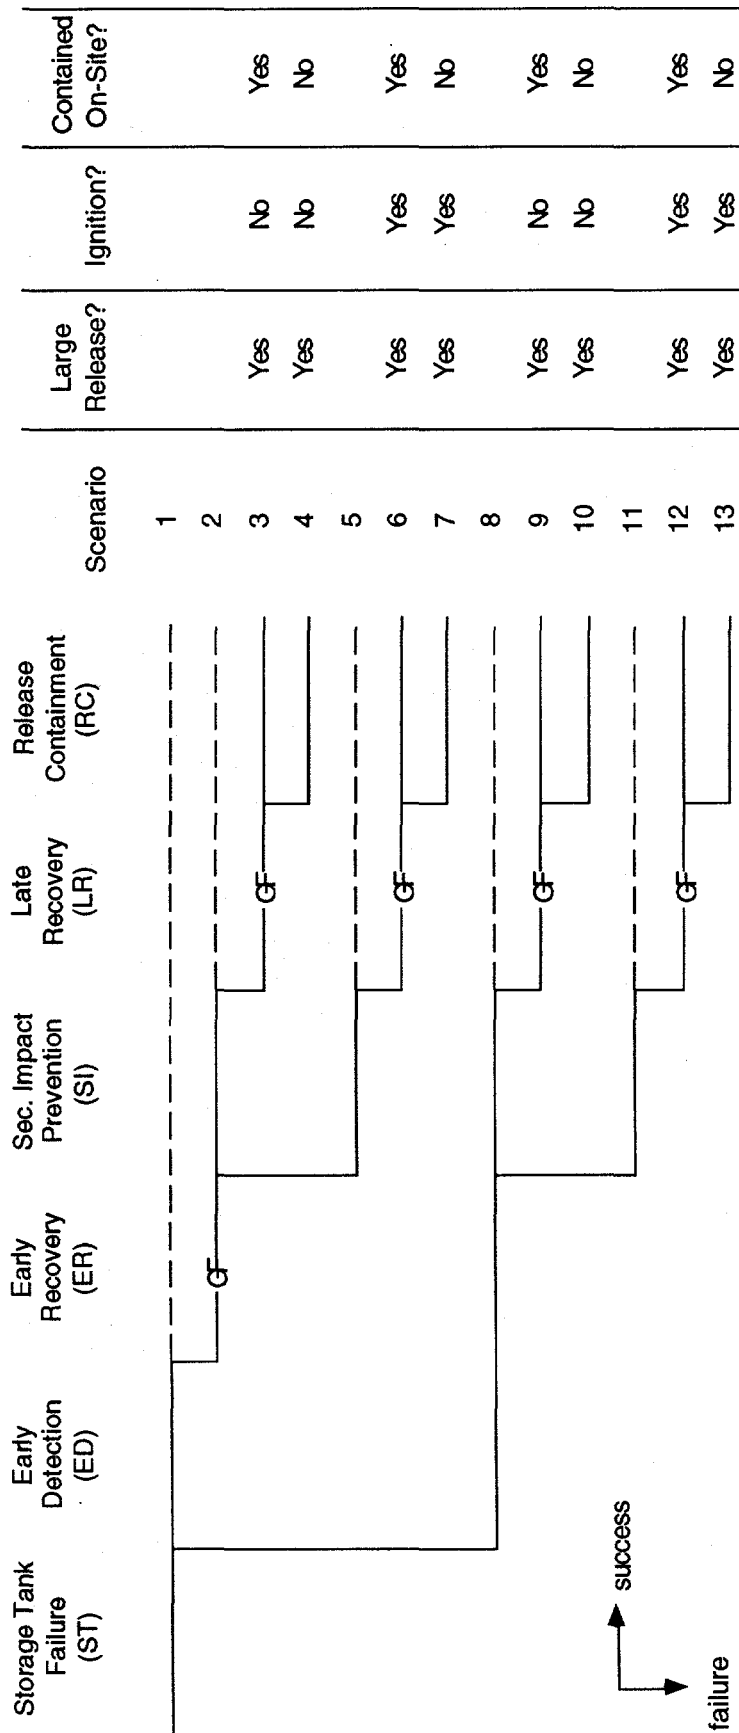 Storage Tank
Failure
(ST)
Early
Detection
(ED)
Early
Recovery
(ER)
Sec. Impact
Prevention
(SI)
Late
Recovery
(LR)
Release
Containment
(RC)
Scenario
Large
Release?
Ignition?
Contained
On-Site?
1
2
3 Yes No Yes
4 Yes No No
5
6 Yes Yes Yes
7 Yes Yes No
8
9 Yes No Yes
10 Yes No No
11
12 Yes Yes Yes
13 Yes Yes No
GF
GF
GF
GF
GF
success
failure